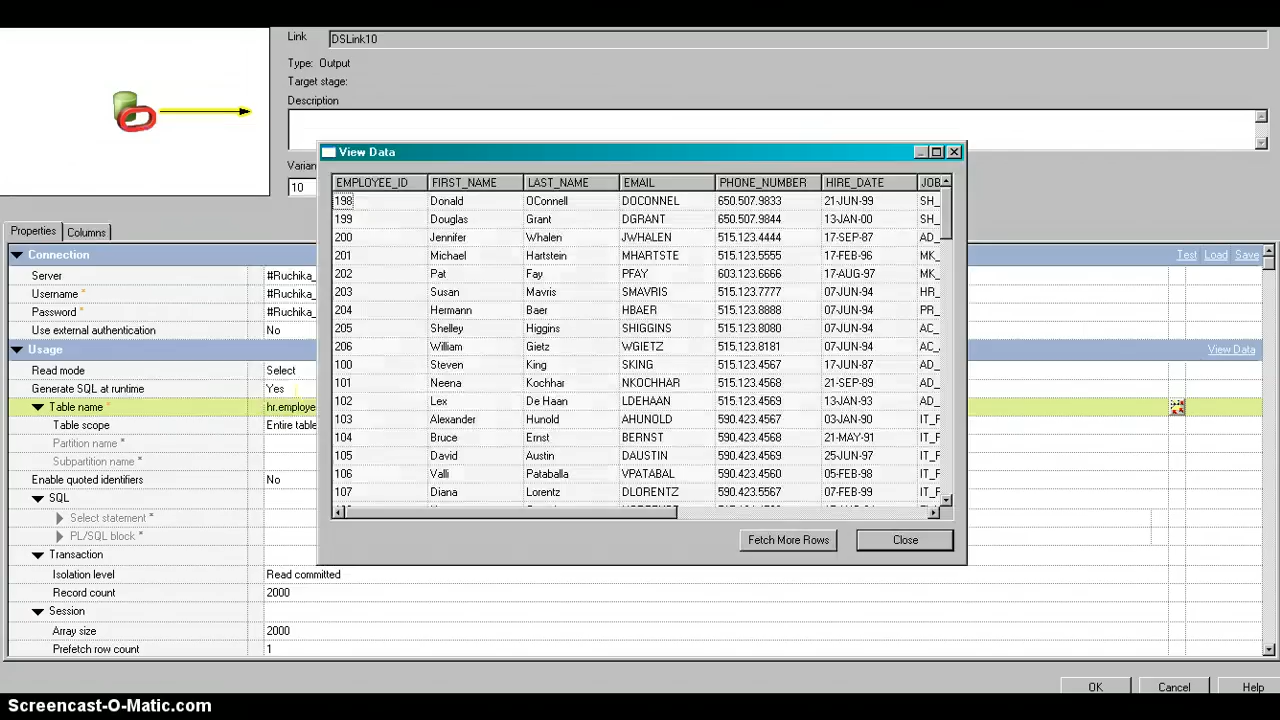 Link DSLink10
Type: Output
Target stage:
Description
Varian
10
View Data
EMPLOYEE_ID FIRST_NAME LAST_NAME EMAIL PHONE_NUMBER HIRE_DATE JOB
198 Donald OConnell DOCONNEL 650.507.9833 21-JUN-99 SH_
199 Douglas Grant DGRANT 650.507.9844 13-JAN-00 SH_
200 Jennifer Whalen JWHALEN 515.123.4444 17-SEP-87 AD_
201 Michael Hartstein MHARTSTE 515.123.5555 17-FEB-96 MK_
202 Pat Fay PFAY 603.123.6666 17-AUG-97 MK_
203 Susan Mavris SMAVRIS 515.123.7777 07-JUN-94 HR_
204 Hermann Baer HBAER 515.123.8888 07-JUN-94 PR_
205 Shelley Higgins SHIGGINS 515.123.8080 07-JUN-94 AC_
206 William Gietz WGIETZ 515.123.8181 07-JUN-94 AC_
100 Steven King SKING 515.123.4567 17-JUN-87 AD_
101 Neena Kochhar NKOCHHAR 515.123.4568 21-SEP-89 AD_
102 Lex De Haan LDEHAAN 515.123.4569 13-JAN-93 AD_
103 Alexander Hunold AHUNOLD 590.423.4567 03-JAN-90 IT_F
104 Bruce Ernst BERNST 590.423.4568 21-MAY-91 IT_F
105 David Austin DAUSTIN 590.423.4569 25-JUN-97 IT_F
106 Valli Pataballa VPATABAL 590.423.4560 05-FEB-98 IT_F
107 Diana Lorentz DLORENTZ 590.423.5567 07-FEB-99 IT_F
Fetch More Rows Close
Properties Columns
Connection Test Load Save
Server #Ruchika_
Username * #Ruchika_
Password * #Ruchika_
Use external authentication No
Usage View Data
Read mode Select
Generate SQL at runtime Yes
Table name * hr.employe
Table scope Entire table
Partition name *
Subpartition name *
Enable quoted identifiers No
SQL
Select statement *
PL/SQL block *
Transaction
Isolation level Read committed
Record count 2000
Session
Array size 2000
Prefetch row count 1
OK Cancel Help
Screencast-O-Matic.com